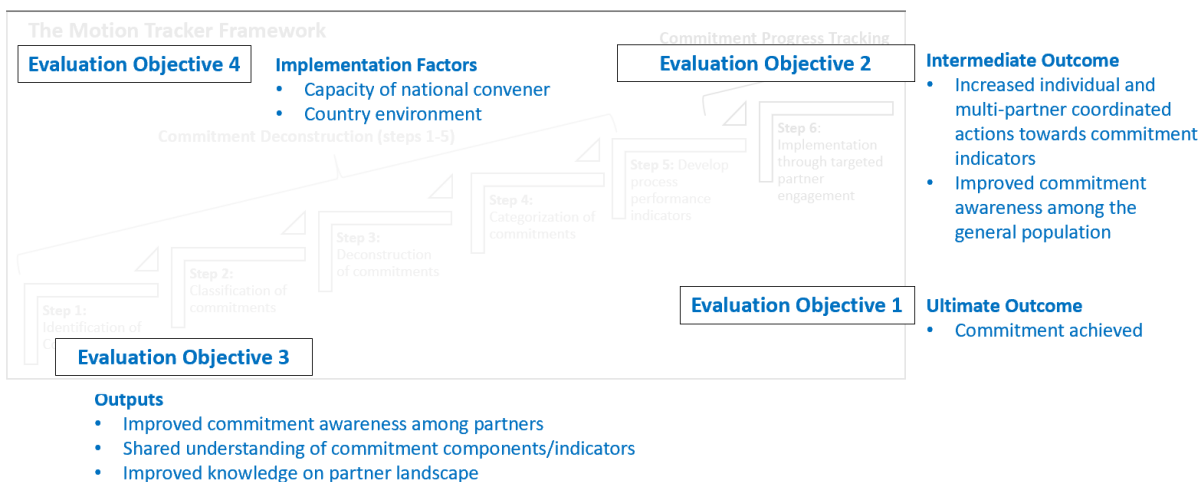 The Motion Tracker Framework
Commitment Progress Tracking
Evaluation Objective 4
Implementation Factors
• Capacity of national convener
• Country environment
Evaluation Objective 2
Intermediate Outcome
• Increased individual and
multi-partner coordinated
actions towards commitment
indicators
• Improved commitment
awareness among the
general population
Commitment Deconstruction (steps 1-5)
Step 6:
Implementation
through targeted
partner
engagement
Step 5: Develop
process
performance
indicators
Step 4:
Categorization of
commitments
Step 3:
Deconstruction
of commitments
Step 2:
Classification of
commitments
Step 1:
Identification of
Evaluation Objective 1
Ultimate Outcome
• Commitment achieved
Evaluation Objective 3
Outputs
• Improved commitment awareness among partners
• Shared understanding of commitment components/indicators
• Improved knowledge on partner landscape